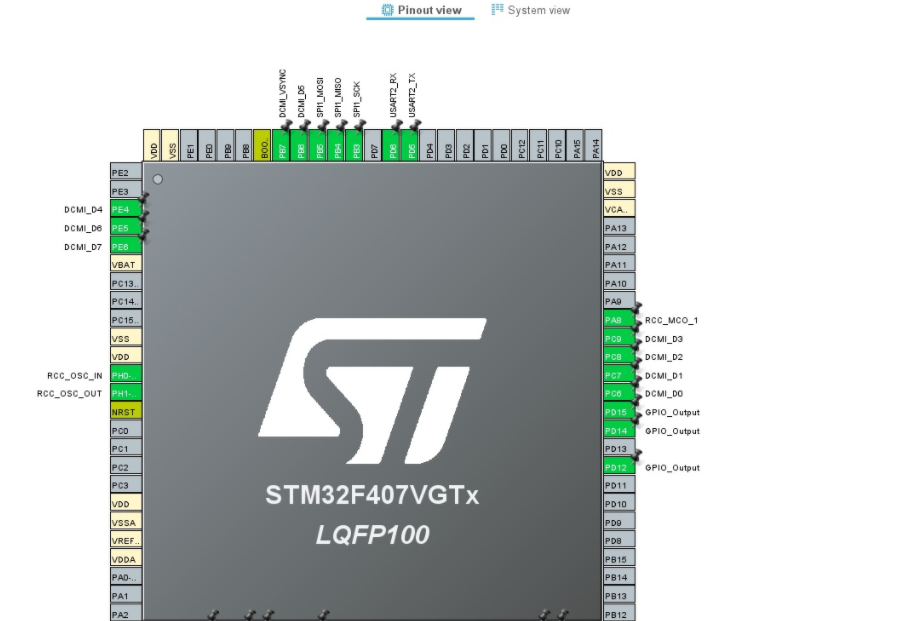 Pinout view
System view
DCMI_VSYNC
DCMI_D5
SPI1_MOSI
SPI1_MISO
SPI1_SCK
USART2_RX
USART2_TX
VDD
VSS
PE1
PE0
PB9
PB8
BOO..
PB7
PB6
PB5
PB4
PB3
PD7
PD6
PD5
PD4
PD3
PD2
PD1
PD0
PC12
PC11
PC10
PA15
PA14
PE2
PE3
DCMI_D4 PE4
DCMI_D6 PE5
DCMI_D7 PE6
VBAT
PC13..
PC14..
PC15..
VSS
VDD
RCC_OSC_IN PH0-..
RCC_OSC_OUT PH1-..
NRST
PC0
PC1
PC2
PC3
VDD
VSSA
VREF..
VDDA
PA0-..
PA1
PA2
ST
STM32F407VGTx
LQFP100
VDD
VSS
VCA..
PA13
PA12
PA11
PA10
PA9
PA8 RCC_MCO_1
PC9 DCMI_D3
PC8 DCMI_D2
PC7 DCMI_D1
PC6 DCMI_D0
PD15 GPIO_Output
PD14 GPIO_Output
PD13
PD12 GPIO_Output
PD11
PD10
PD9
PD8
PB15
PB14
PB13
PB12